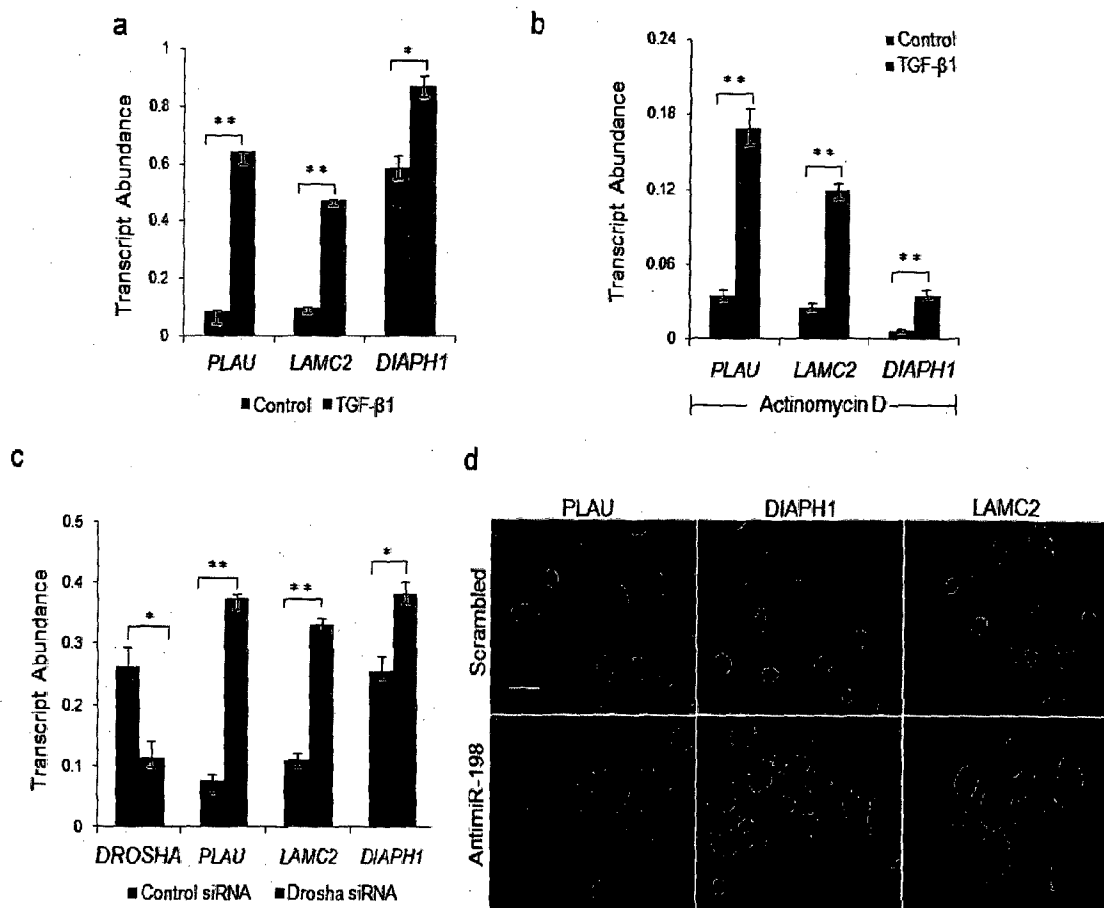 a
Transcript Abundance
1
0.8
0.6
0.4
0.2
0
**
**
*
PLAU LAMC2 DIAPH1
■ Control ■ TGF-β1
b
Transcript Abundance
0.24
0.18
0.12
0.06
0
■ Control
■ TGF-β1
**
**
**
PLAU LAMC2 DIAPH1
Actinomycin D
c
Transcript Abundance
0.5
0.4
0.3
0.2
0.1
0
*
**
**
*
DROSHA PLAU LAMC2 DIAPH1
■ Control siRNA ■ Drosha siRNA
d
PLAU DIAPH1 LAMC2
Scrambled
AntimiR-198